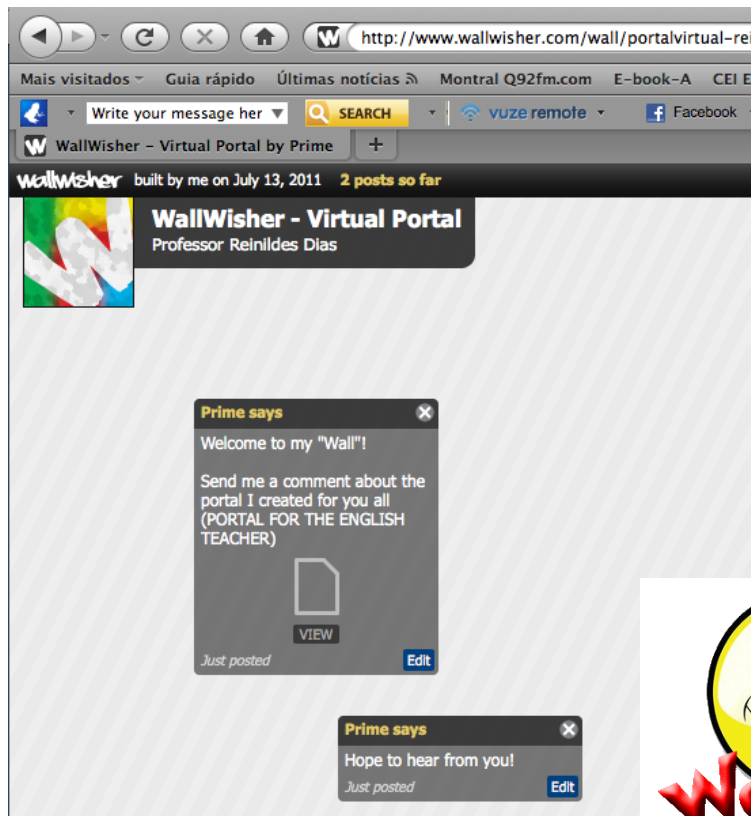 http://www.wallwisher.com/wall/portalvirtual-rei
Mais visitados Guia rápido Últimas notícias Montral Q92fm.com E-book-A CEI E
Write your message her SEARCH vuze remote Facebook
WallWisher - Virtual Portal by Prime
wallwisher built by me on July 13, 2011 2 posts so far
WallWisher - Virtual Portal
Professor Reinildes Dias
Prime says
Welcome to my "Wall"!
Send me a comment about the
portal I created for you all
(PORTAL FOR THE ENGLISH
TEACHER)
VIEW
Just posted Edit
Prime says
Hope to hear from you!
Just posted Edit